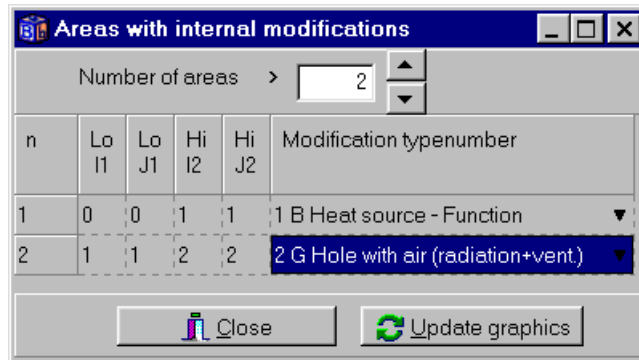 Areas with internal modifications
Number of areas > 2
n Lo I1 Lo J1 Hi I2 Hi J2 Modification typenumber
1 0 0 1 1 1 B Heat source - Function
2 1 1 2 2 2 G Hole with air (radiation+vent.)
Close Update graphics